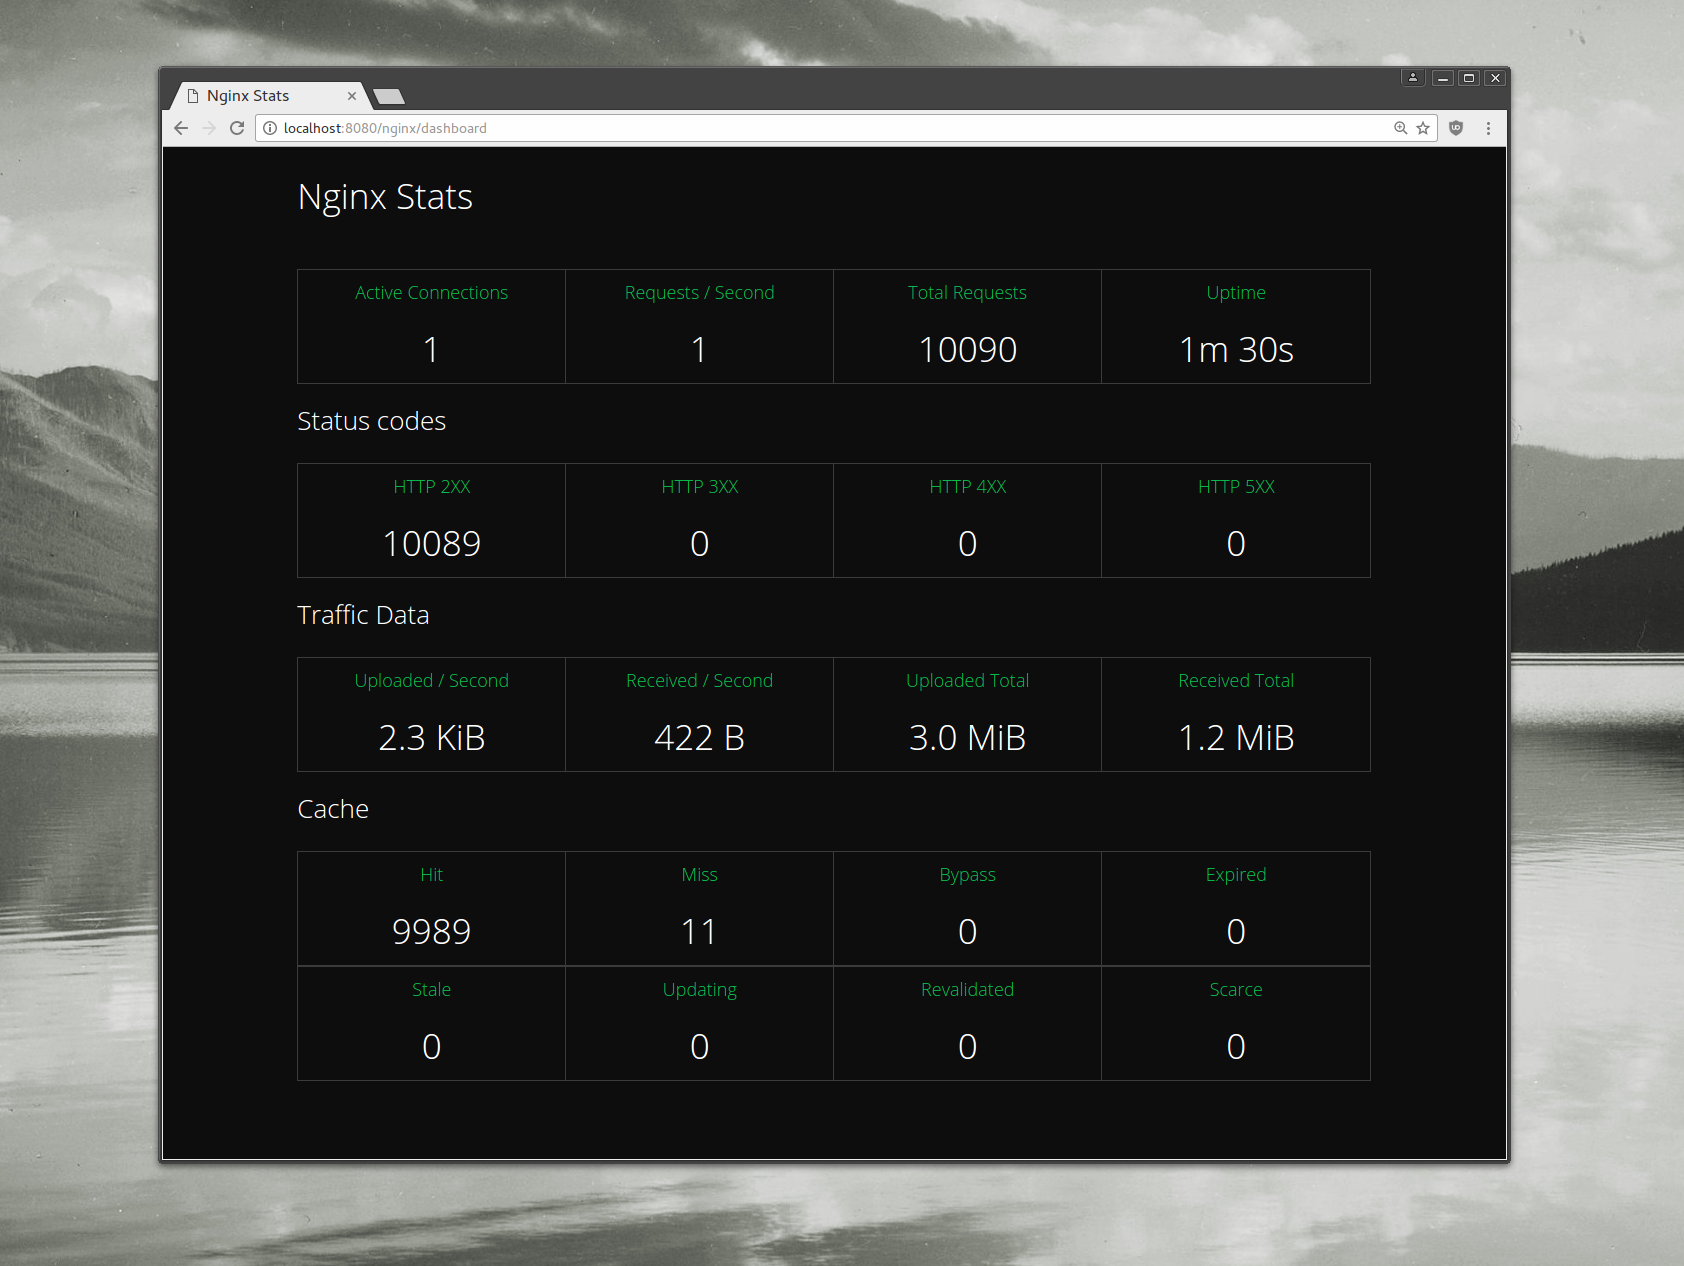 Nginx Stats
localhost:8080/nginx/dashboard
Nginx Stats
Active Connections Requests / Second Total Requests Uptime
1 1 10090 1m 30s
Status codes
HTTP 2XX HTTP 3XX HTTP 4XX HTTP 5XX
10089 0 0 0
Traffic Data
Uploaded / Second Received / Second Uploaded Total Received Total
2.3 KiB 422 B 3.0 MiB 1.2 MiB
Cache
Hit Miss Bypass Expired
9989 11 0 0
Stale Updating Revalidated Scarce
0 0 0 0